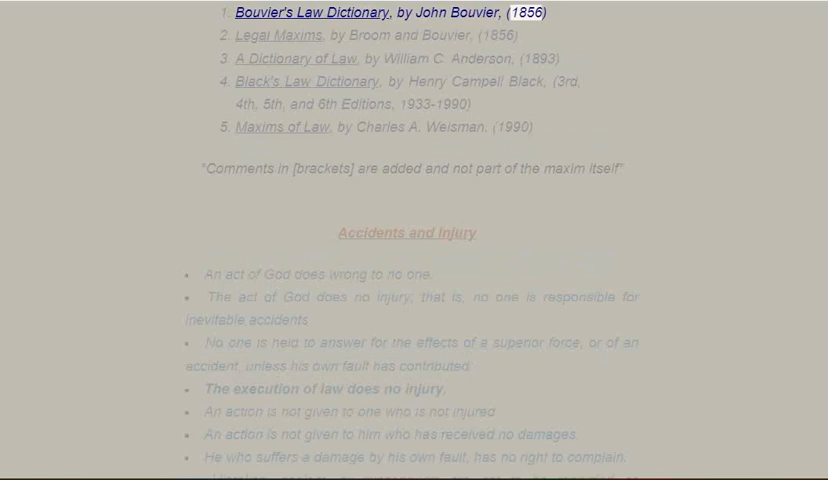 1. Bouvier's Law Dictionary, by John Bouvier, (1856)
2. Legal Maxims, by Broom and Bouvier, (1856)
3. A Dictionary of Law, by William C. Anderson, (1893)
4. Black's Law Dictionary, by Henry Campell Black, (3rd,
4th, 5th, and 6th Editions, 1933-1990)
5. Maxims of Law, by Charles A. Weisman. (1990)
"Comments in [brackets] are added and not part of the maxim itself"
Accidents and Injury
• An act of God does wrong to no one.
• The act of God does no injury; that is, no one is responsible for
inevitable accidents
• No one is held to answer for the effects of a superior force, or of an
accident, unless his own fault has contributed
• The execution of law does no injury.
• An action is not given to one who is not injured
• An action is not given to him who has received no damages.
• He who suffers a damage by his own fault, has no right to complain.